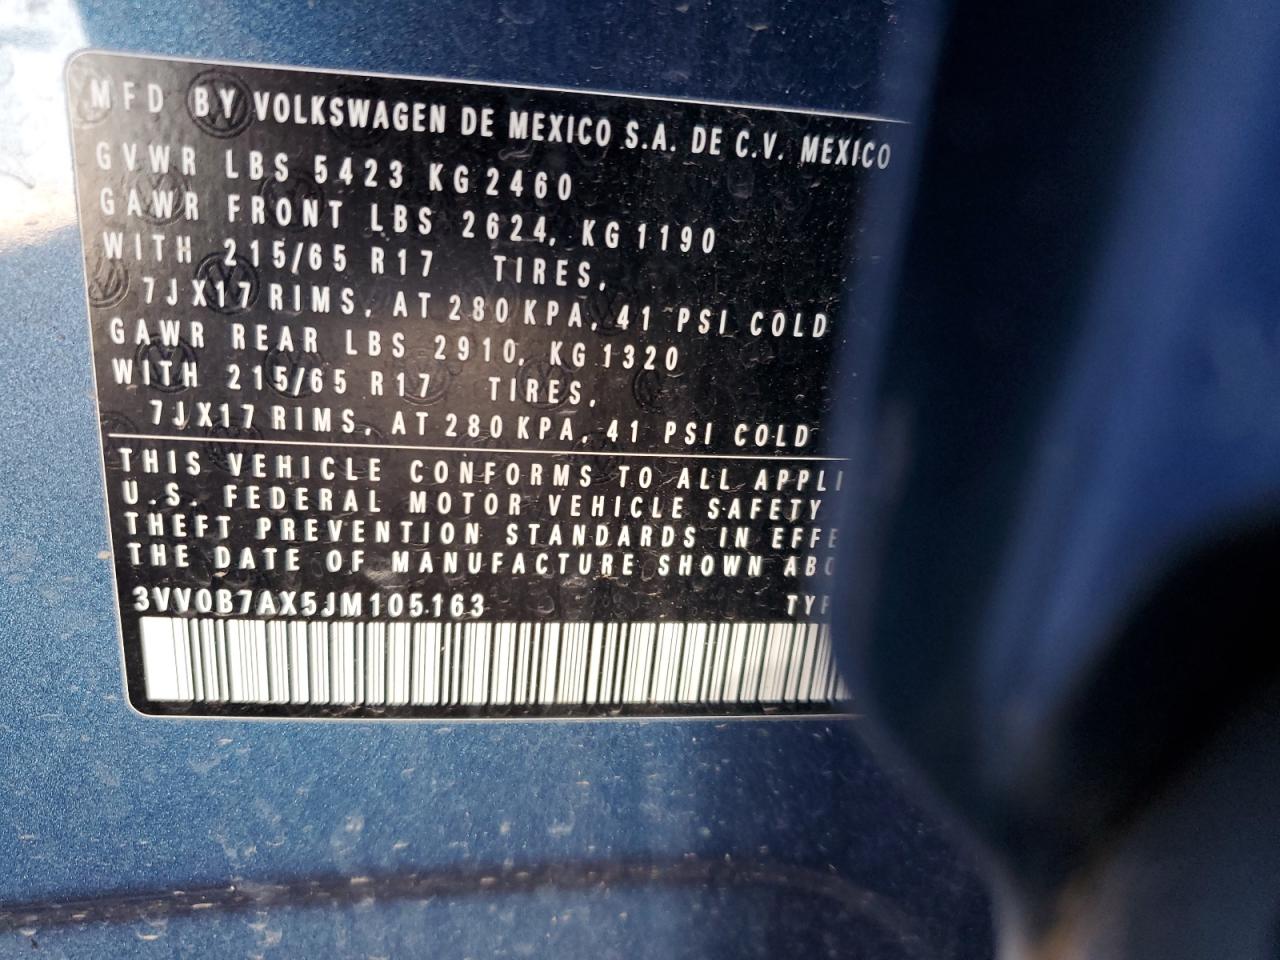 MFD BY VOLKSWAGEN DE MEXICO S.A. DE C.V. MEXICO
GVWR LBS 5423 KG 2460
GAWR FRONT LBS 2624, KG 1190
WITH 215/65 R17 TIRES,
7JX17 RIMS, AT 280 KPA, 41 PSI COLD
GAWR REAR LBS 2910, KG 1320
WITH 215/65 R17 TIRES,
7JX17 RIMS, AT 280 KPA, 41 PSI COLD
THIS VEHICLE CONFORMS TO ALL
U.S. FEDERAL MOTOR VEHICLE SAFETY
THEFT PREVENTION STANDARDS IN
THE DATE OF MANUFACTURE SHOWN
3VV0B7AX5JM105163